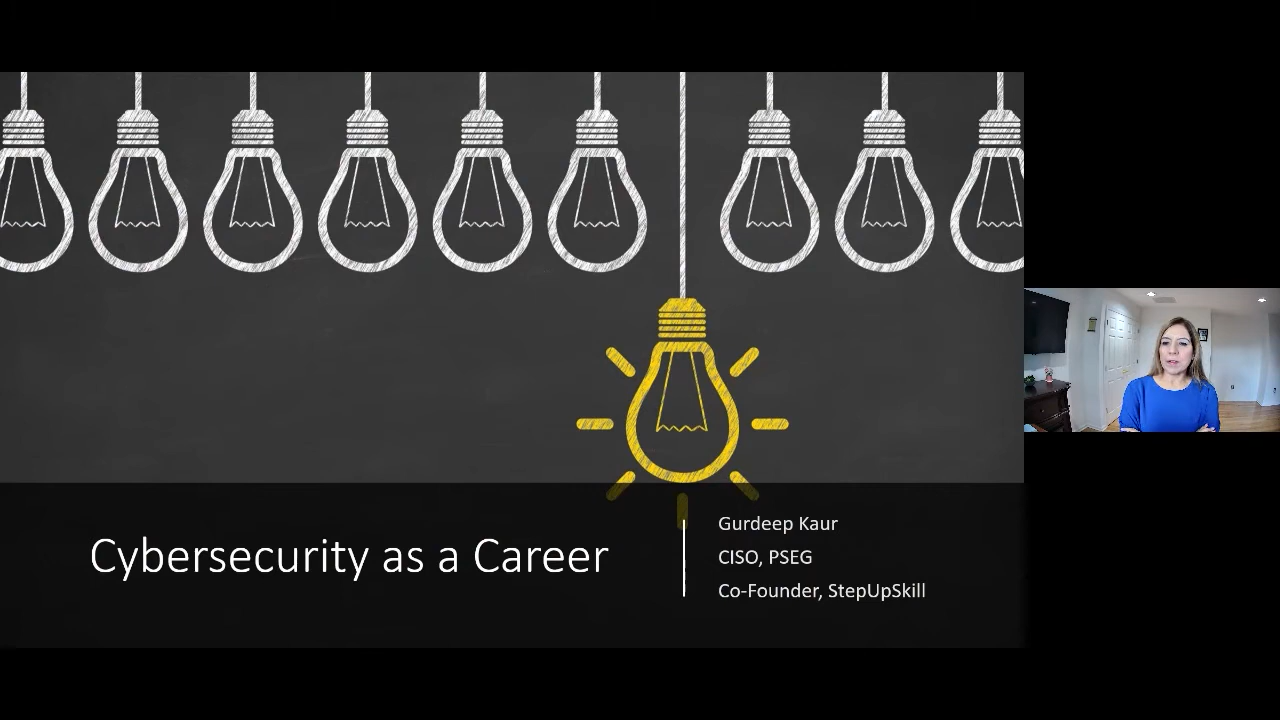 Cybersecurity as a Career
Gurdeep Kaur
CISO, PSEG
Co-Founder, StepUpSkill